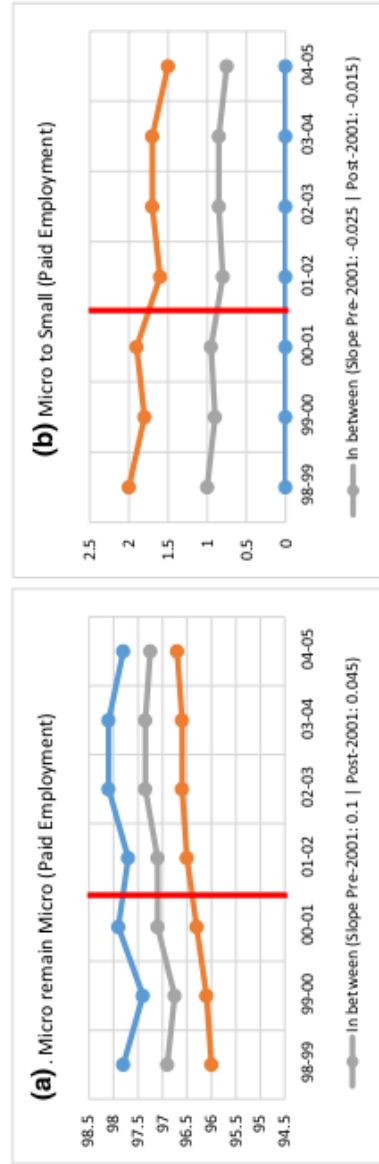 (a) . Micro remain Micro (Paid Employment)
98.5
98
97.5
97
96.5
96
95.5
95
94.5
98-99 99-00 00-01 01-02 02-03 03-04 04-05
In between (Slope Pre-2001: 0.1 | Post-2001: 0.045)
(b) Micro to Small (Paid Employment)
2.5
2
1.5
1
0.5
0
98-99 99-00 00-01 01-02 02-03 03-04 04-05
In between (Slope Pre-2001: -0.025 | Post-2001: -0.015)